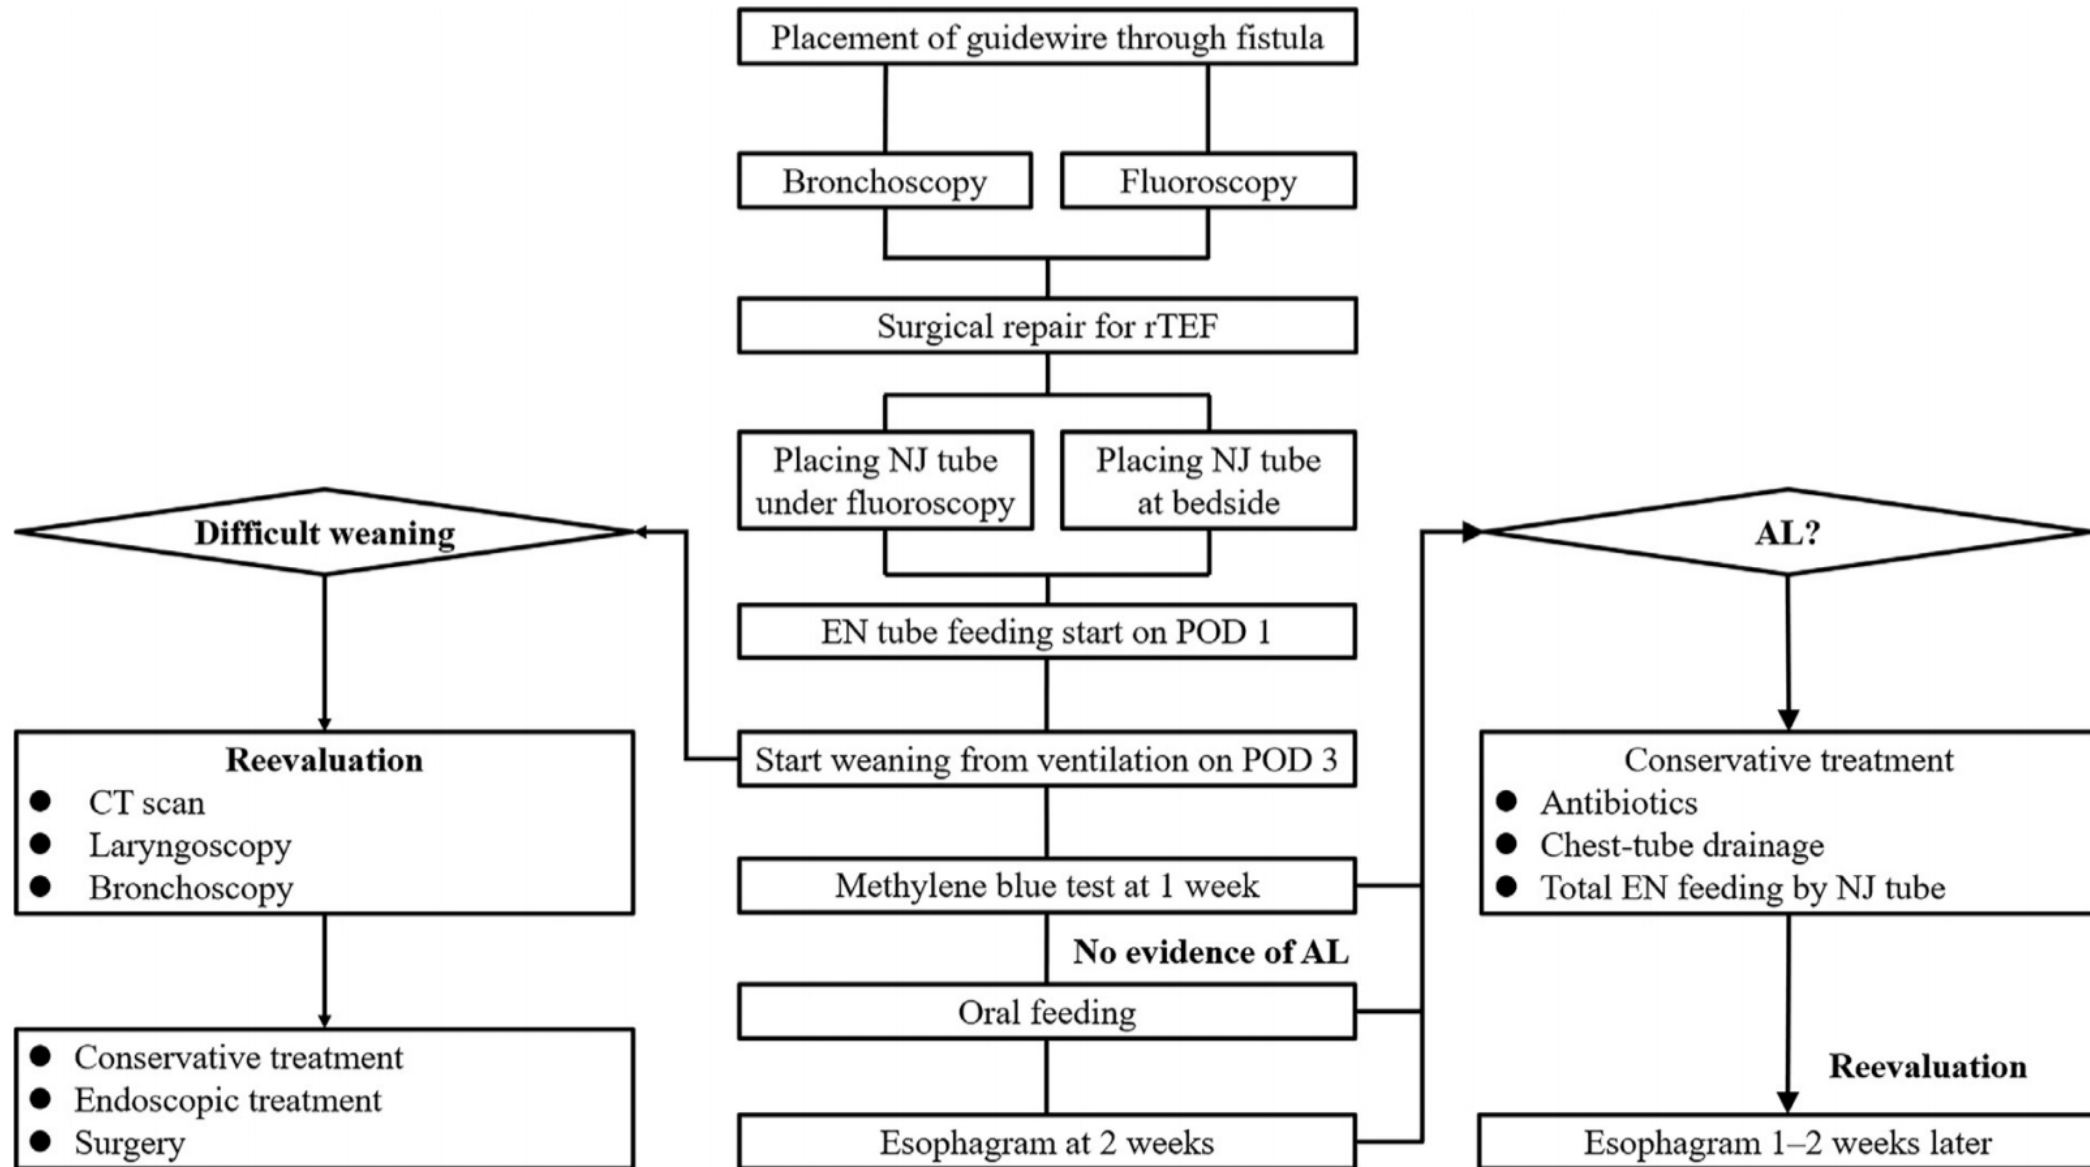 Placement of guidewire through fistula
Bronchoscopy
Fluoroscopy
Surgical repair for rTEF
Placing NJ tube
under fluoroscopy
Placing NJ tube
at bedside
EN tube feeding start on POD 1
Start weaning from ventilation on POD 3
Methylene blue test at 1 week
No evidence of AL
Oral feeding
Esophagram at 2 weeks
Difficult weaning
Reevaluation
● CT scan
● Laryngoscopy
● Bronchoscopy
● Conservative treatment
● Endoscopic treatment
● Surgery
AL?
Conservative treatment
● Antibiotics
● Chest-tube drainage
● Total EN feeding by NJ tube
Reevaluation
Esophagram 1–2 weeks later